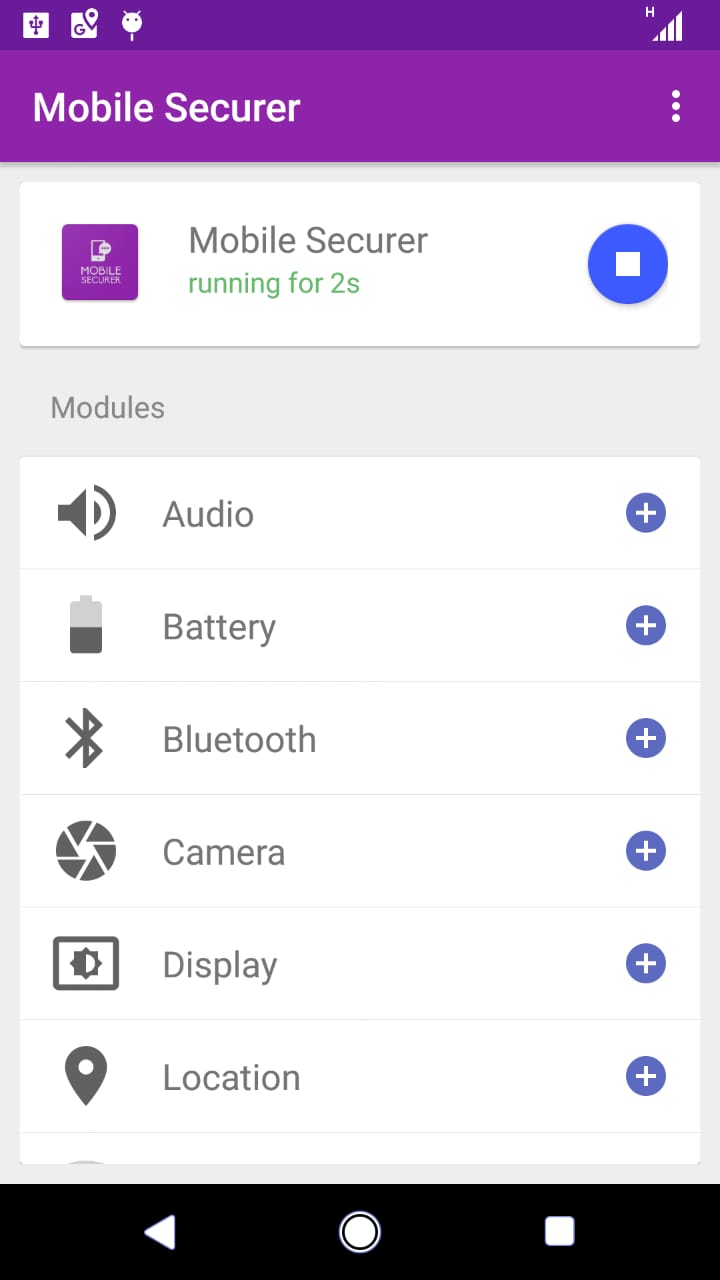 H
Mobile Securer
MOBILE
SECURER
Mobile Securer
running for 2s
Modules
Audio
Battery
Bluetooth
Camera
Display
Location